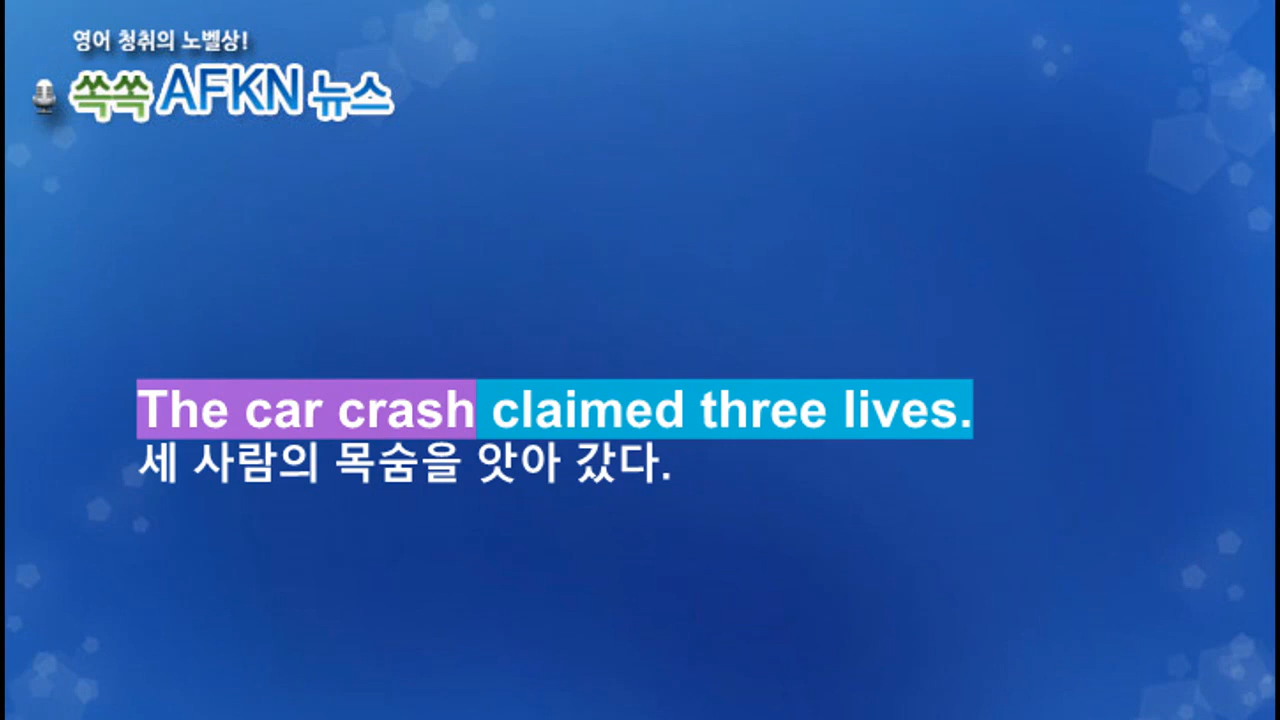 영어 청취의 노벨상!
쏙쏙 AFKN 뉴스
The car crash claimed three lives.
세 사람의 목숨을 앗아 갔다.